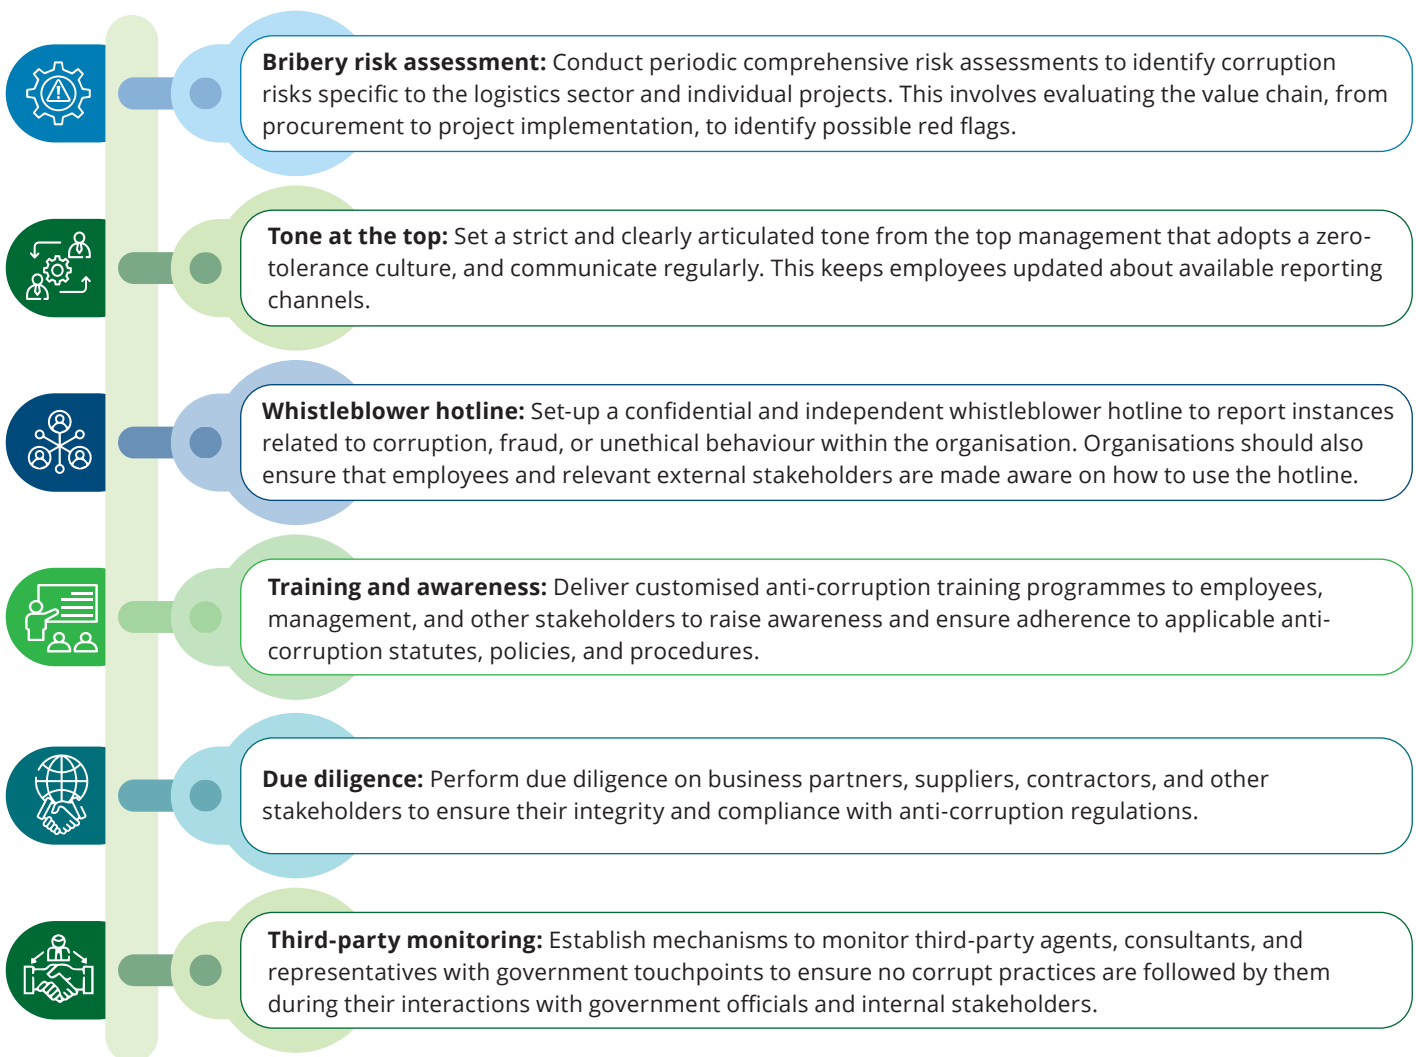 Bribery risk assessment: Conduct periodic comprehensive risk assessments to identify corruption
risks specific to the logistics sector and individual projects. This involves evaluating the value chain, from
procurement to project implementation, to identify possible red flags.
Tone at the top: Set a strict and clearly articulated tone from the top management that adopts a zero-
tolerance culture, and communicate regularly. This keeps employees updated about available reporting
channels.
Whistleblower hotline: Set-up a confidential and independent whistleblower hotline to report instances
related to corruption, fraud, or unethical behaviour within the organisation. Organisations should also
ensure that employees and relevant external stakeholders are made aware on how to use the hotline.
Training and awareness: Deliver customised anti-corruption training programmes to employees,
management, and other stakeholders to raise awareness and ensure adherence to applicable anti-
corruption statutes, policies, and procedures.
Due diligence: Perform due diligence on business partners, suppliers, contractors, and other
stakeholders to ensure their integrity and compliance with anti-corruption regulations.
Third-party monitoring: Establish mechanisms to monitor third-party agents, consultants, and
representatives with government touchpoints to ensure no corrupt practices are followed by them
during their interactions with government officials and internal stakeholders.